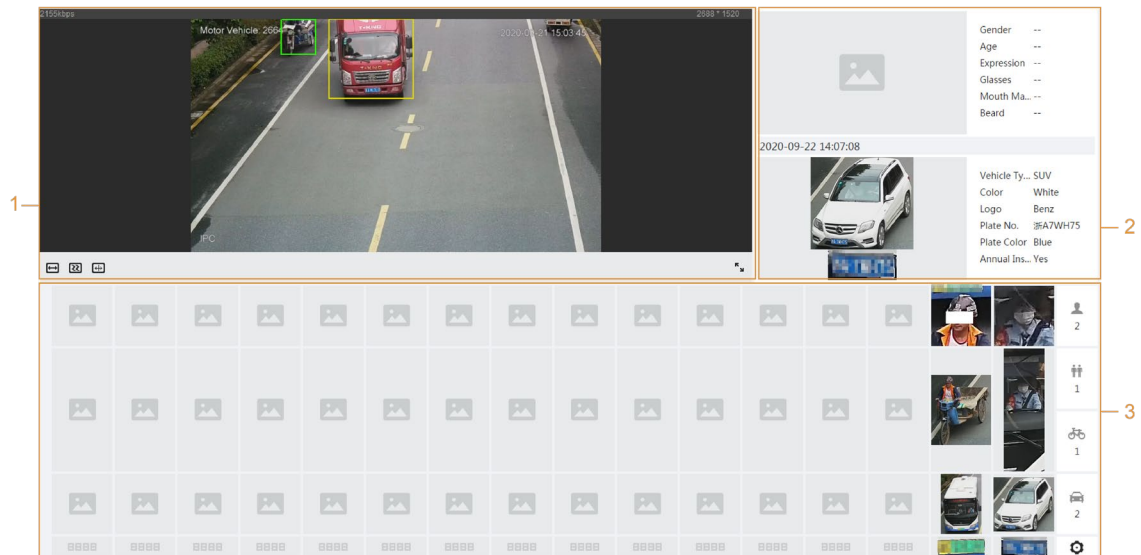 2155kbps
2688 * 1520
Motor Vehicle: 2664
2020-09-21 15:03:45
IPC
Gender --
Age --
Expression --
Glasses --
Mouth Ma... --
Beard --
2020-09-22 14:07:08
Vehicle Ty... SUV
Color White
Logo Benz
Plate No. 浙A7WH75
Plate Color Blue
Annual Ins... Yes
1
2
3
2
1
1
2